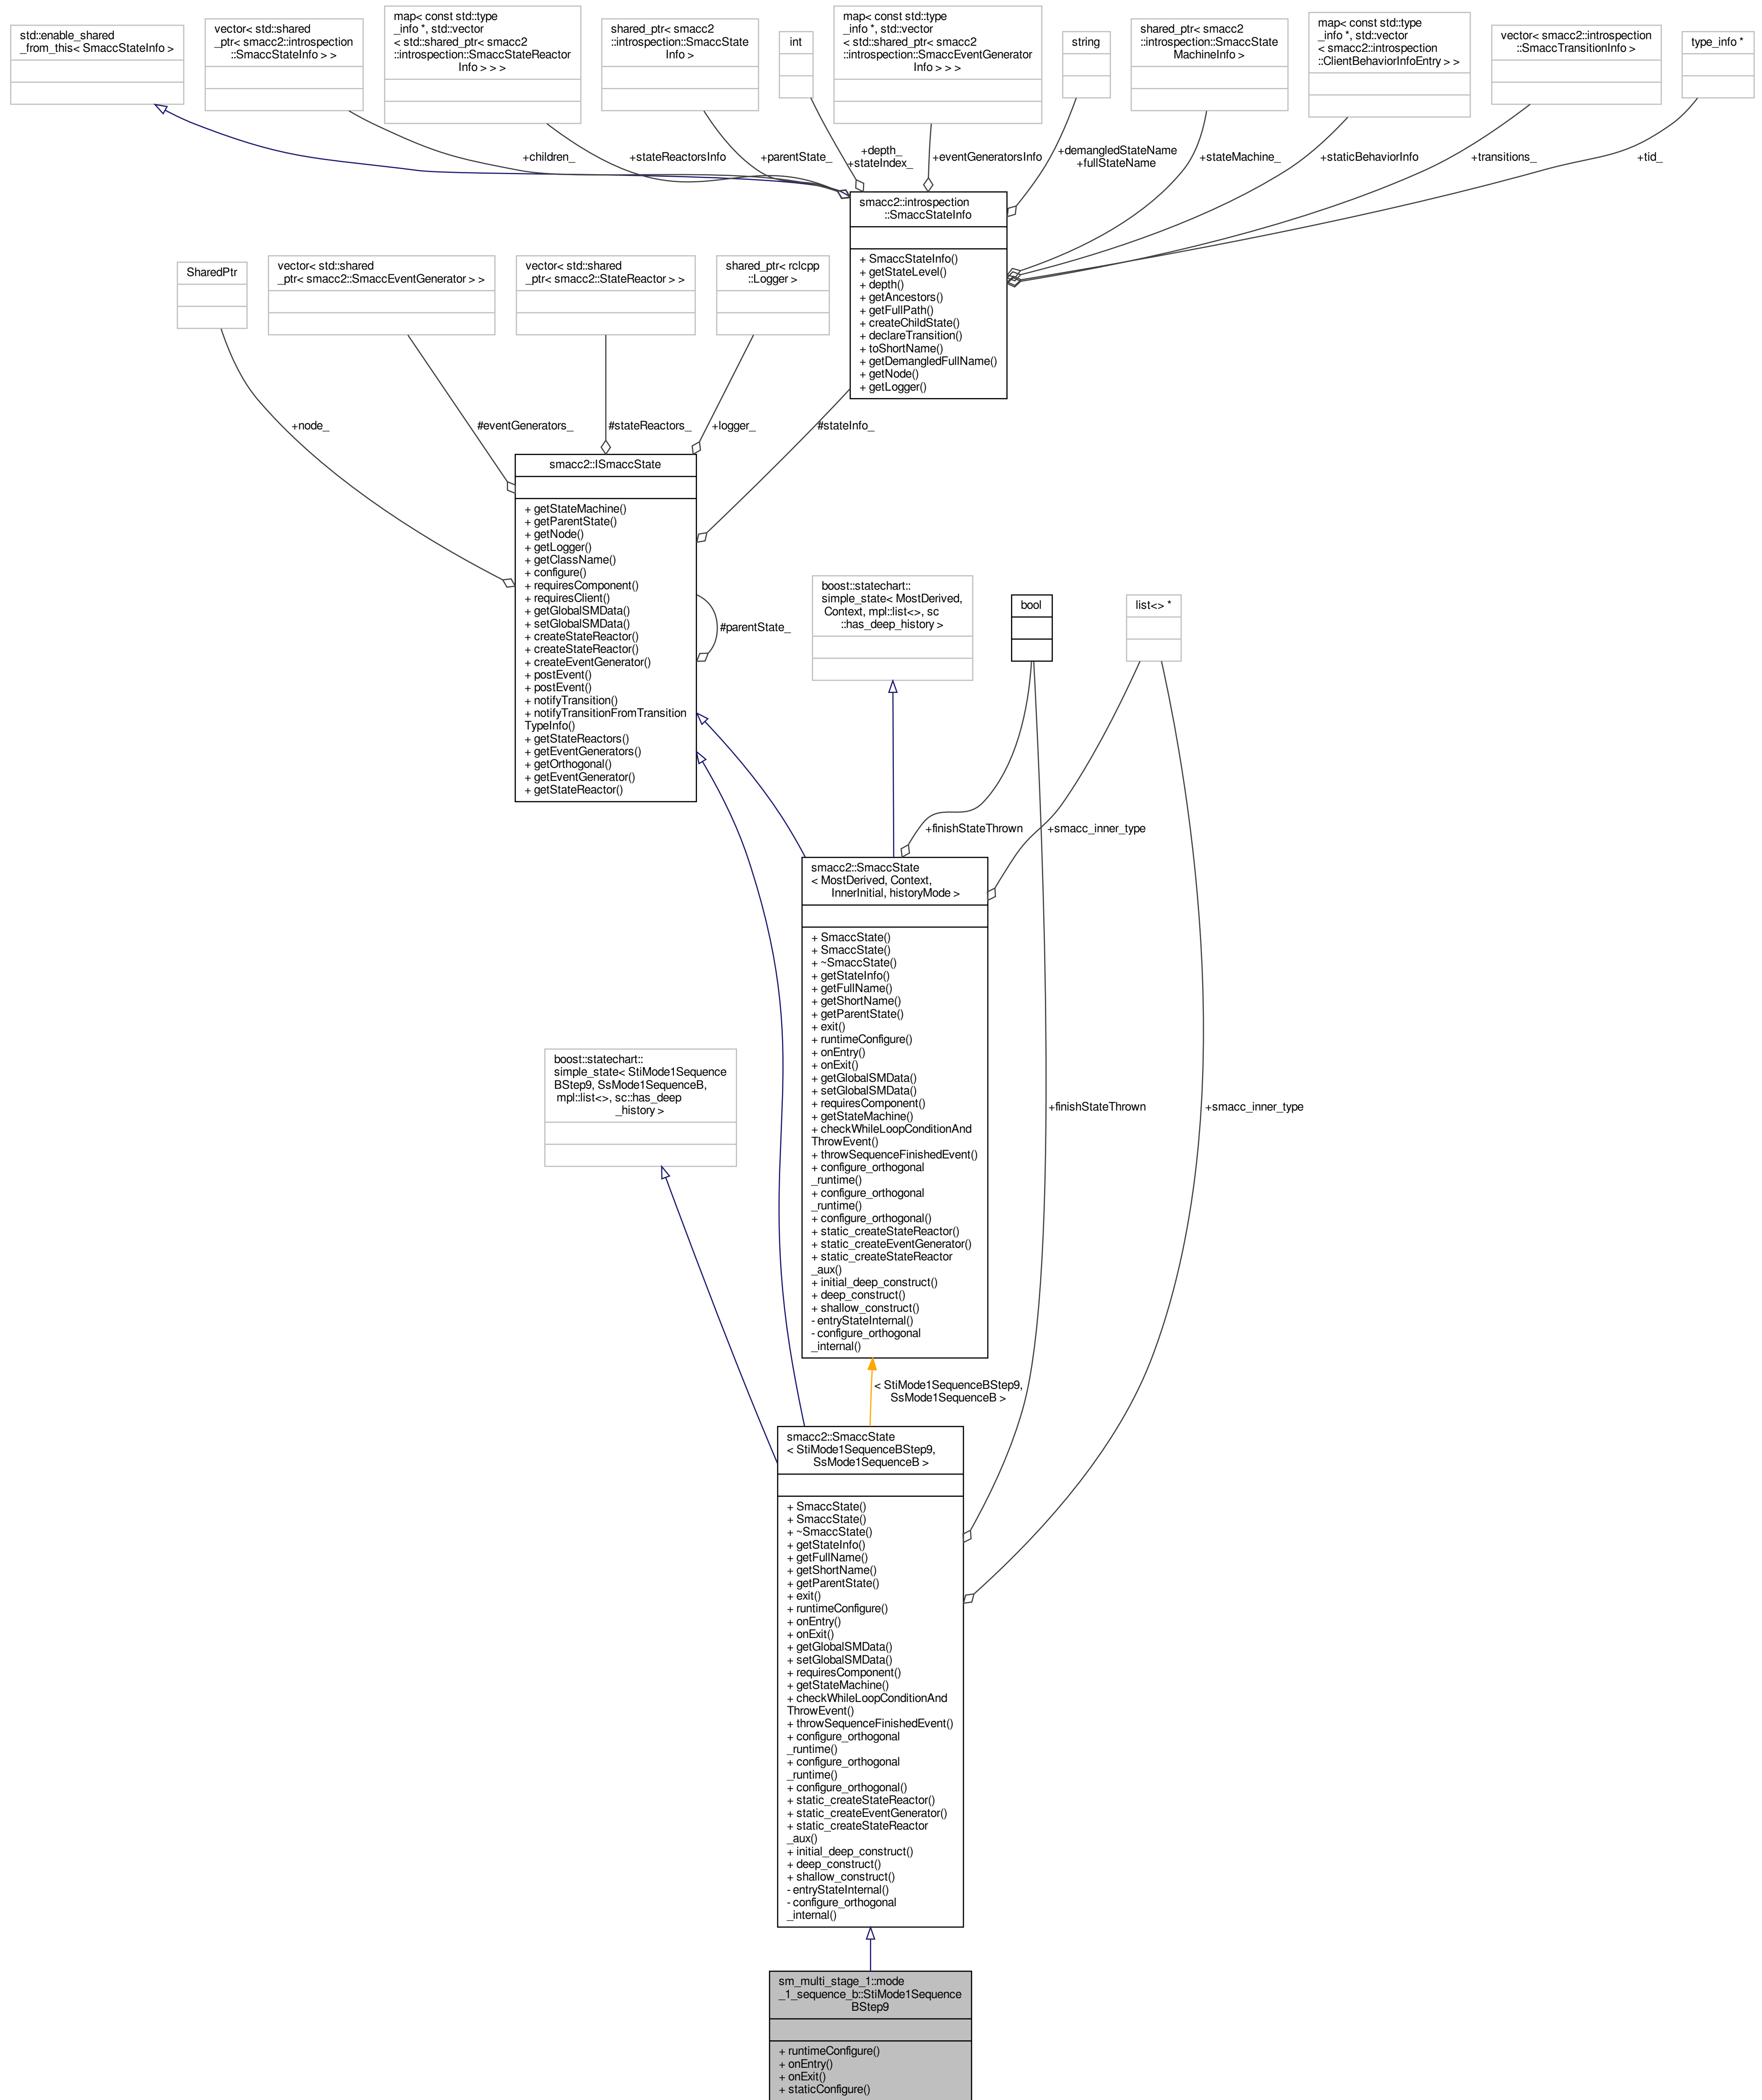 std::enable_shared
_from_this< SmaccStateInfo >
vector< std::shared
_ptr< smacc2::introspection
::SmaccStateInfo > >
map< const std::type
_info *, std::vector
< std::shared_ptr< smacc2
::introspection::SmaccStateReactor
Info > > >
shared_ptr< smacc2
::introspection::SmaccState
Info >
int
map< const std::type
_info *, std::vector
< std::shared_ptr< smacc2
::introspection::SmaccEventGenerator
Info > > >
string
shared_ptr< smacc2
::introspection::SmaccState
MachineInfo >
map< const std::type
_info *, std::vector
< smacc2::introspection
::ClientBehaviorInfoEntry > >
vector< smacc2::introspection
::SmaccTransitionInfo >
type_info *
+children_
+stateReactorsInfo
+parentState_
+depth_
+stateIndex_
+eventGeneratorsInfo
+demangledStateName
+fullStateName
+stateMachine_
+staticBehaviorInfo
+transitions_
+tid_
smacc2::introspection
::SmaccStateInfo
+ SmaccStateInfo()
+ getStateLevel()
+ depth()
+ getAncestors()
+ getFullPath()
+ createChildState()
+ declareTransition()
+ toShortName()
+ getDemangledFullName()
+ getNode()
+ getLogger()
SharedPtr
vector< std::shared
_ptr< smacc2::SmaccEventGenerator > >
vector< std::shared
_ptr< smacc2::StateReactor > >
shared_ptr< rclcpp
::Logger >
+node_
#eventGenerators_
#stateReactors_
+logger_
#stateInfo_
smacc2::ISmaccState
+ getStateMachine()
+ getParentState()
+ getNode()
+ getLogger()
+ getClassName()
+ configure()
+ requiresComponent()
+ requiresClient()
+ getGlobalSMData()
+ setGlobalSMData()
+ createStateReactor()
+ createStateReactor()
+ createEventGenerator()
+ postEvent()
+ postEvent()
+ notifyTransition()
+ notifyTransitionFromTransition
TypeInfo()
+ getStateReactors()
+ getEventGenerators()
+ getOrthogonal()
+ getEventGenerator()
+ getStateReactor()
#parentState_
boost::statechart::
simple_state< MostDerived,
Context, mpl::list<>, sc
::has_deep_history >
bool
list<> *
+finishStateThrown
+smacc_inner_type
smacc2::SmaccState
< MostDerived, Context,
InnerInitial, historyMode >
+ SmaccState()
+ SmaccState()
+ ~SmaccState()
+ getStateInfo()
+ getFullName()
+ getShortName()
+ getParentState()
+ exit()
+ runtimeConfigure()
+ onEntry()
+ onExit()
+ getGlobalSMData()
+ setGlobalSMData()
+ requiresComponent()
+ getStateMachine()
+ checkWhileLoopConditionAnd
ThrowEvent()
+ throwSequenceFinishedEvent()
+ configure_orthogonal
_runtime()
+ configure_orthogonal
_runtime()
+ configure_orthogonal()
+ static_createStateReactor()
+ static_createEventGenerator()
+ static_createStateReactor
_aux()
+ initial_deep_construct()
+ deep_construct()
+ shallow_construct()
- entryStateInternal()
- configure_orthogonal
_internal()
boost::statechart::
simple_state< StiMode1Sequence
BStep9, SsMode1SequenceB,
mpl::list<>, sc::has_deep
_history >
+finishStateThrown
+smacc_inner_type
< StiMode1SequenceBStep9,
SsMode1SequenceB >
smacc2::SmaccState
< StiMode1SequenceBStep9,
SsMode1SequenceB >
+ SmaccState()
+ SmaccState()
+ ~SmaccState()
+ getStateInfo()
+ getFullName()
+ getShortName()
+ getParentState()
+ exit()
+ runtimeConfigure()
+ onEntry()
+ onExit()
+ getGlobalSMData()
+ setGlobalSMData()
+ requiresComponent()
+ getStateMachine()
+ checkWhileLoopConditionAnd
ThrowEvent()
+ throwSequenceFinishedEvent()
+ configure_orthogonal
_runtime()
+ configure_orthogonal
_runtime()
+ configure_orthogonal()
+ static_createStateReactor()
+ static_createEventGenerator()
+ static_createStateReactor
_aux()
+ initial_deep_construct()
+ deep_construct()
+ shallow_construct()
- entryStateInternal()
- configure_orthogonal
_internal()
sm_multi_stage_1::mode
_1_sequence_b::StiMode1Sequence
BStep9
+ runtimeConfigure()
+ onEntry()
+ onExit()
+ staticConfigure()